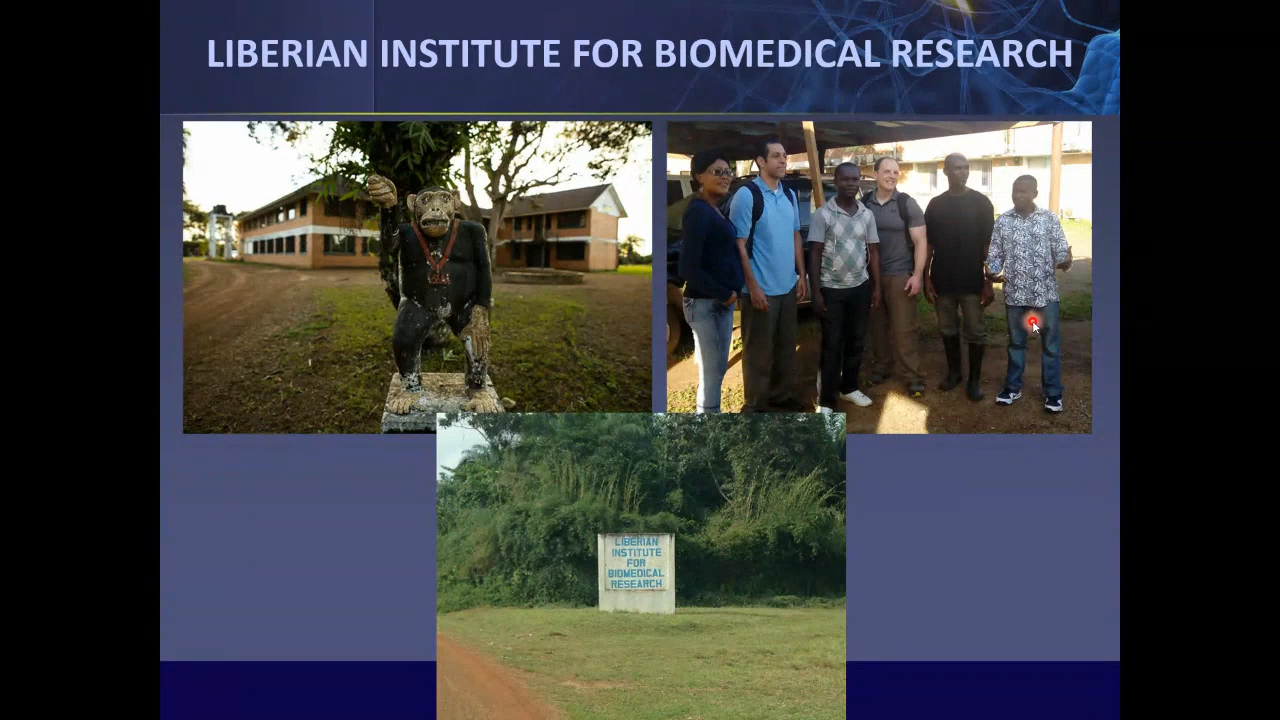 LIBERIAN INSTITUTE FOR BIOMEDICAL RESEARCH
LIBERIAN
INSTITUTE
FOR
BIOMEDICAL
RESEARCH